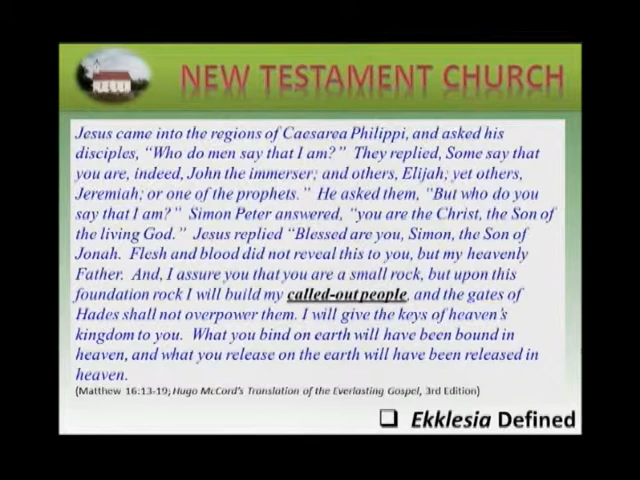 NEW TESTAMENT CHURCH
Jesus came into the regions of Caesarea Philippi, and asked his
disciples, “Who do men say that I am?” They replied, Some say that
you are, indeed, John the immerser; and others, Elijah; yet others,
Jeremiah; or one of the prophets.” He asked them, “But who do you
say that I am?” Simon Peter answered, “you are the Christ, the Son of
the living God.” Jesus replied “Blessed are you, Simon, the Son of
Jonah. Flesh and blood did not reveal this to you, but my heavenly
Father. And, I assure you that you are a small rock, but upon this
foundation rock I will build my called-out people, and the gates of
Hades shall not overpower them. I will give the keys of heaven’s
kingdom to you. What you bind on earth will have been bound in
heaven, and what you release on the earth will have been released in
heaven.
(Matthew 16:13-19; Hugo McCord’s Translation of the Everlasting Gospel, 3rd Edition)
❑ Ekklesia Defined